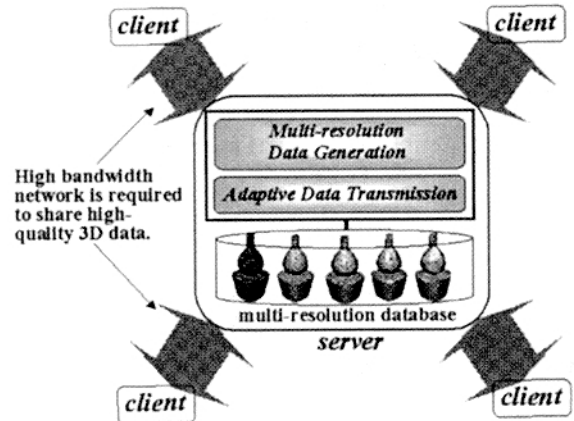 client
client
Multi-resolution
Data Generation
Adaptive Data Transmission
High bandwidth
network is required
to share high-
quality 3D data.
multi-resolution database
server
client
client